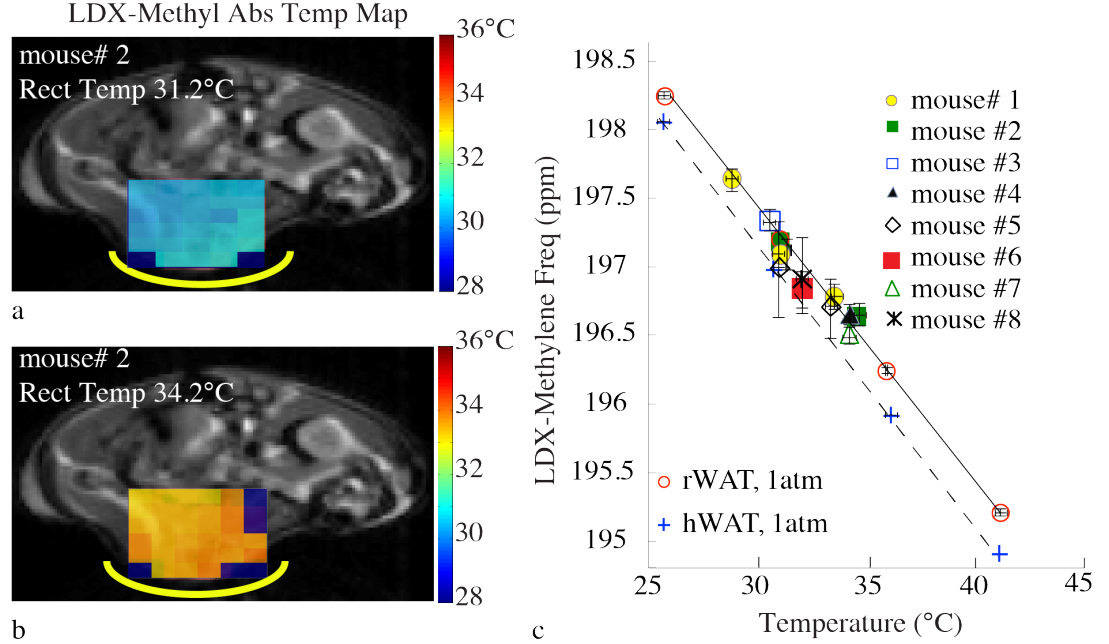 LDX-Methyl Abs Temp Map
mouse# 2
Rect Temp 31.2°C
36°C
34
32
30
28
a
mouse# 2
Rect Temp 34.2°C
36°C
34
32
30
28
b
LDX-Methylene Freq (ppm)
198.5
198
197.5
197
196.5
196
195.5
195
mouse# 1
mouse #2
mouse #3
mouse #4
mouse #5
mouse #6
mouse #7
mouse #8
rWAT, 1atm
hWAT, 1atm
25
30
35
40
45
Temperature (°C)
c